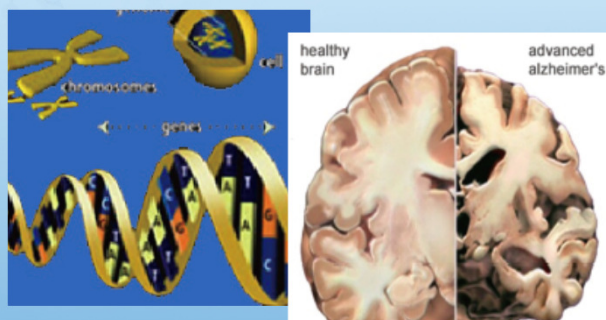 cell
chromosomes
genes
C
A
T
A
C
G
A
T
A
T
T
G
C
healthy
brain
advanced
alzheimer's